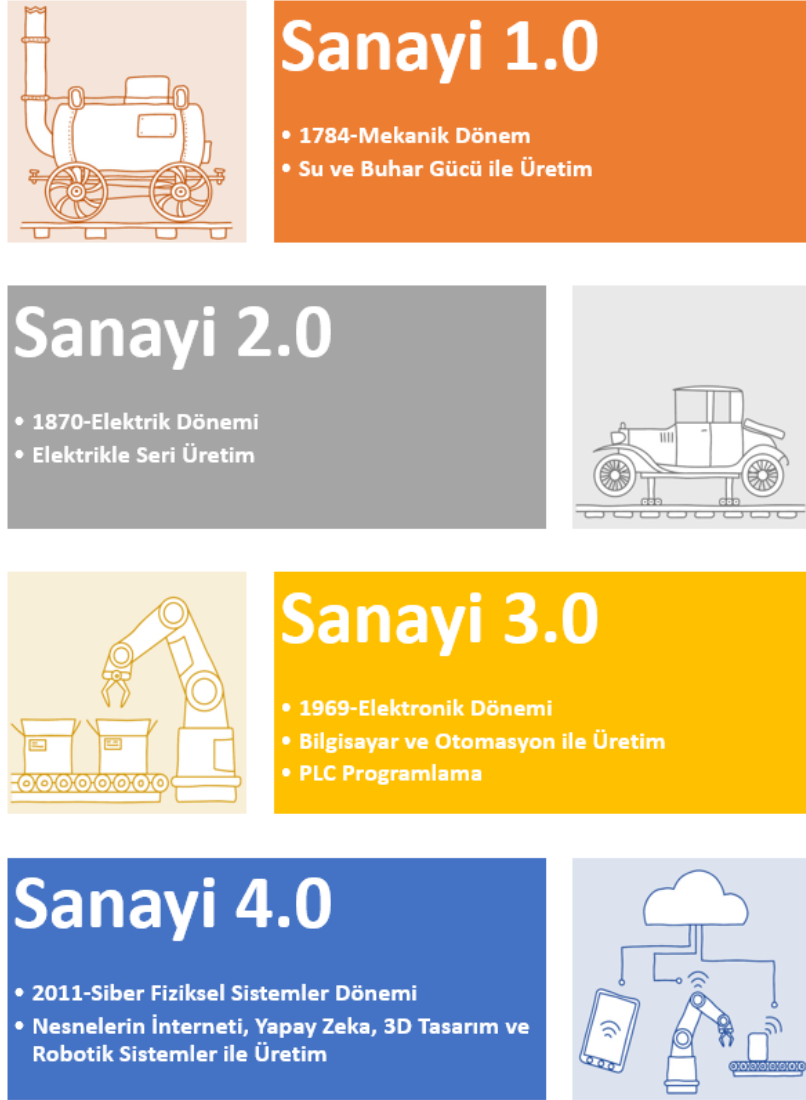 Sanayi 1.0
• 1784-Mekanik Dönem
• Su ve Buhar Gücü ile Üretim
Sanayi 2.0
• 1870-Elektrik Dönemi
• Elektrikle Seri Üretim
Sanayi 3.0
• 1969-Elektronik Dönemi
• Bilgisayar ve Otomasyon ile Üretim
• PLC Programlama
Sanayi 4.0
• 2011-Siber Fiziksel Sistemler Dönemi
• Nesnelerin İnterneti, Yapay Zeka, 3D Tasarım ve
Robotik Sistemler ile Üretim